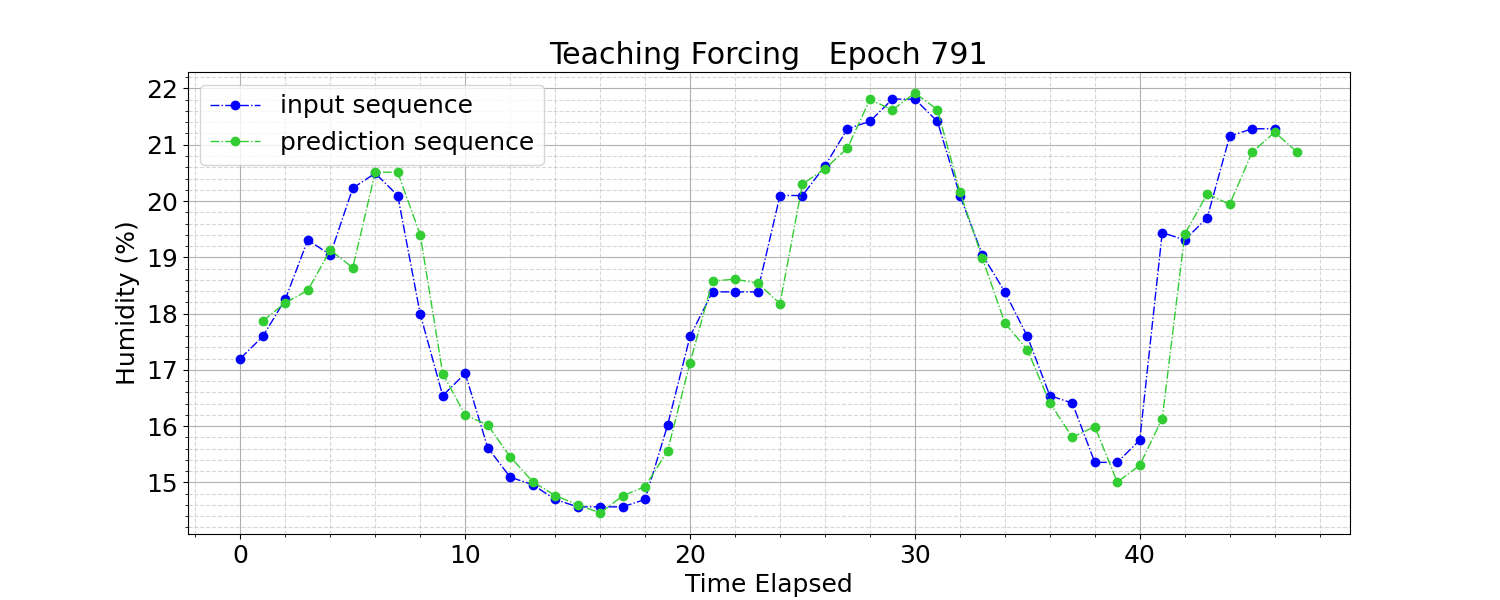 Teaching Forcing   Epoch 791
input sequence
prediction sequence
Humidity (%)
22
21
20
19
18
17
16
15
0 10 20 30 40
Time Elapsed